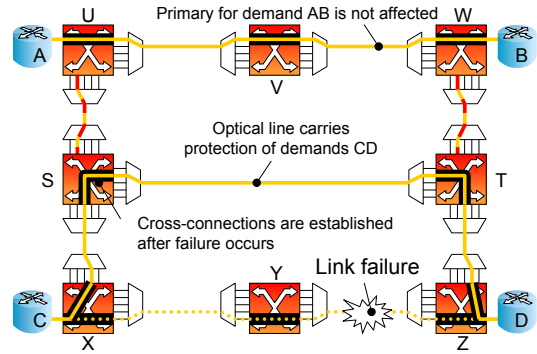 U
Primary for demand AB is not affected
W
A
V
B
Optical line carries
protection of demands CD
S
T
Cross-connections are established
after failure occurs
Y
Link failure
C
D
X
Z